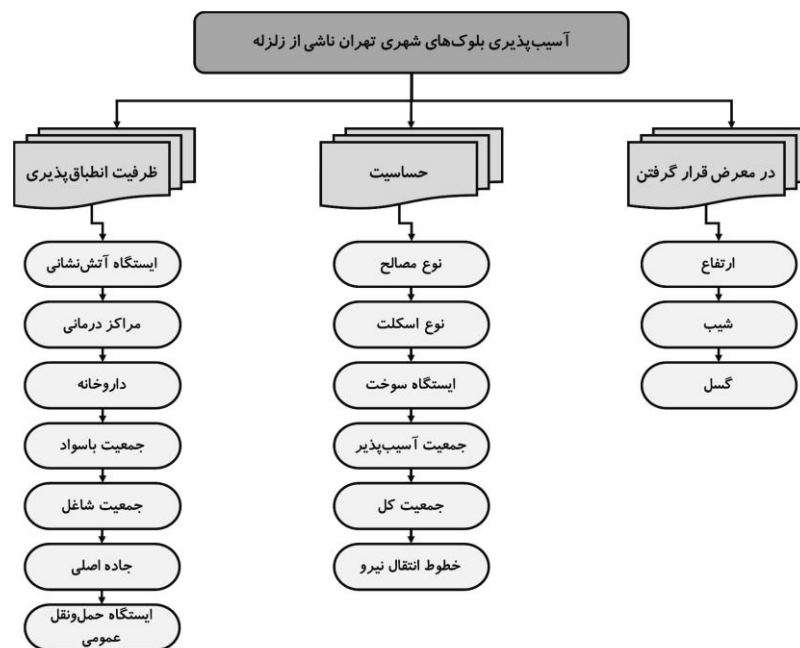 آسیب‌پذیری بلوک‌های شهری تهران ناشی از زلزله
در معرض قرار گرفتن
ارتفاع
شیب
گسل
حساسیت
نوع مصالح
نوع اسکلت
ایستگاه سوخت
جمعیت آسیب‌پذیر
جمعیت کل
خطوط انتقال نیرو
ظرفیت انطباق‌پذیری
ایستگاه آتش‌نشانی
مراکز درمانی
داروخانه
جمعیت باسواد
جمعیت شاغل
جاده اصلی
ایستگاه حمل‌ونقل
عمومی